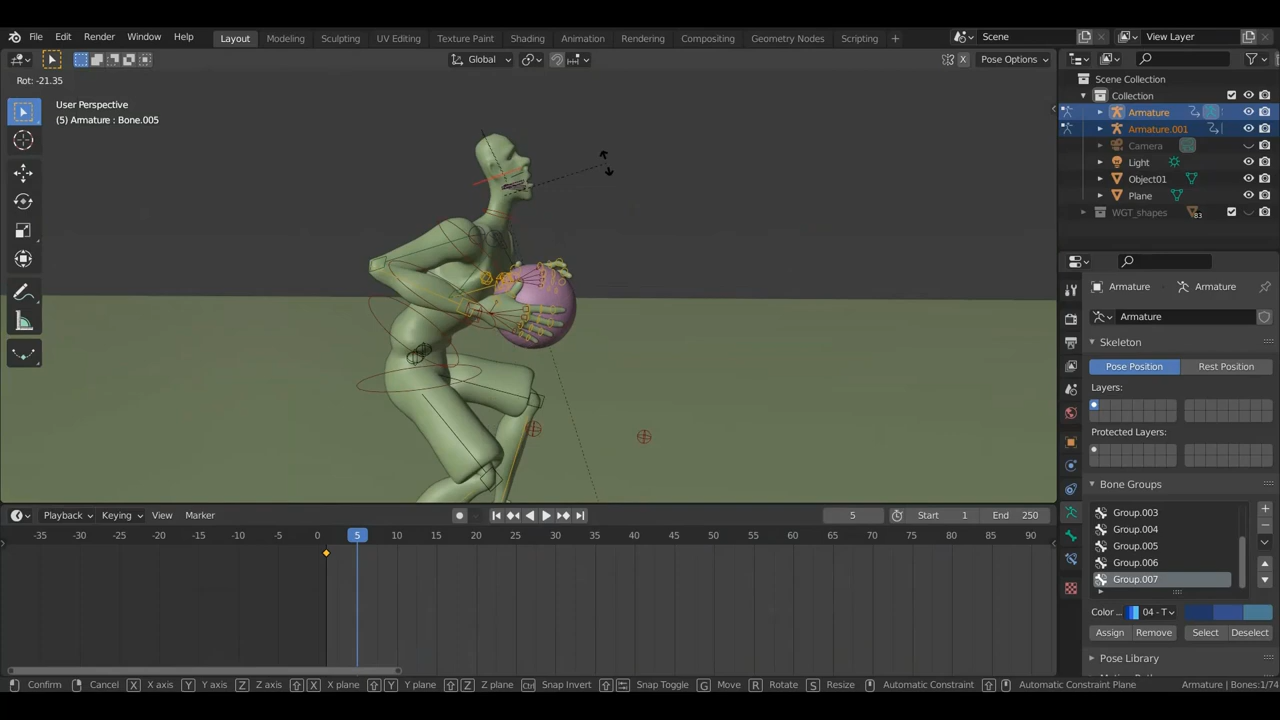 File Edit Render Window Help Layout Modeling Sculpting UV Editing Texture Paint Shading Animation Rendering Compositing Geometry Nodes Scripting + Scene View Layer
Global Pose Options
Rot: -21.35
User Perspective
(5) Armature : Bone.005
Scene Collection
Collection
Armature
Armature.001
Camera
Light
Object01
Plane
WGT_shapes 83
Armature Armature
Armature
Skeleton
Pose Position Rest Position
Layers:
Protected Layers:
Bone Groups
Group.003
Group.004
Group.005
Group.006
Group.007
Color ... 04 - T
Assign Remove Select Deselect
Pose Library
Playback Keying View Marker 5 Start 1 End 250
-35 -30 -25 -20 -15 -10 -5 0 5 10 15 20 25 30 35 40 45 50 55 60 65 70 75 80 85 90
Confirm Cancel X X axis Y Y axis Z Z axis X X plane Y Y plane Z Z plane Ctrl Snap Invert Snap Toggle G Move R Rotate S Resize Automatic Constraint Automatic Constraint Plane Armature | Bones:1/74